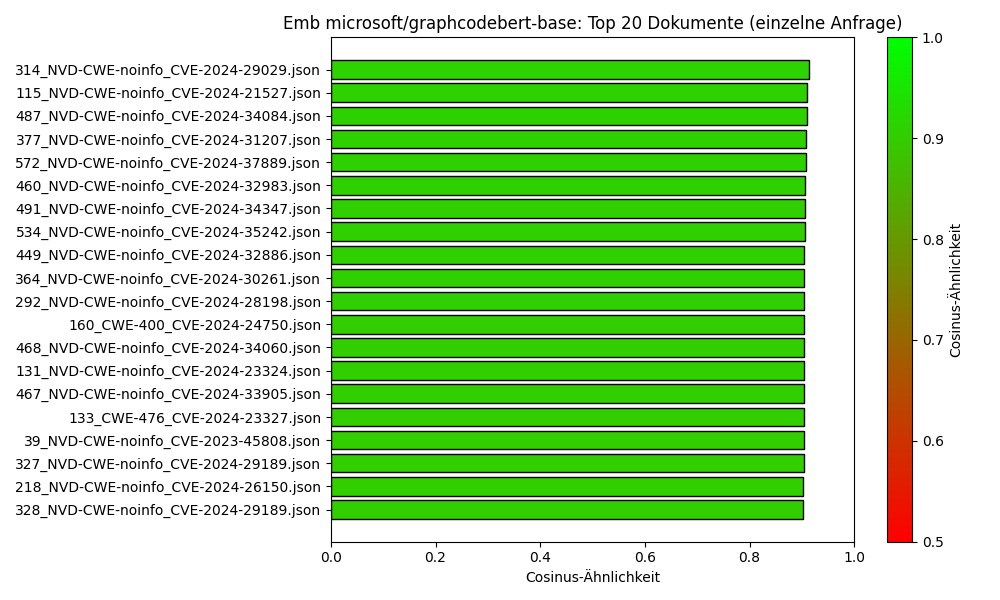 Emb microsoft/graphcodebert-base: Top 20 Dokumente (einzelne Anfrage)
314_NVD-CWE-noinfo_CVE-2024-29029.json
115_NVD-CWE-noinfo_CVE-2024-21527.json
487_NVD-CWE-noinfo_CVE-2024-34084.json
377_NVD-CWE-noinfo_CVE-2024-31207.json
572_NVD-CWE-noinfo_CVE-2024-37889.json
460_NVD-CWE-noinfo_CVE-2024-32983.json
491_NVD-CWE-noinfo_CVE-2024-34347.json
534_NVD-CWE-noinfo_CVE-2024-35242.json
449_NVD-CWE-noinfo_CVE-2024-32886.json
364_NVD-CWE-noinfo_CVE-2024-30261.json
292_NVD-CWE-noinfo_CVE-2024-28198.json
160_CWE-400_CVE-2024-24750.json
468_NVD-CWE-noinfo_CVE-2024-34060.json
131_NVD-CWE-noinfo_CVE-2024-23324.json
467_NVD-CWE-noinfo_CVE-2024-33905.json
133_CWE-476_CVE-2024-23327.json
39_NVD-CWE-noinfo_CVE-2023-45808.json
327_NVD-CWE-noinfo_CVE-2024-29189.json
218_NVD-CWE-noinfo_CVE-2024-26150.json
328_NVD-CWE-noinfo_CVE-2024-29189.json
0.0 0.2 0.4 0.6 0.8 1.0
Cosinus-Ähnlichkeit
1.0
0.9
0.8
0.7
0.6
0.5
Cosinus-Ähnlichkeit